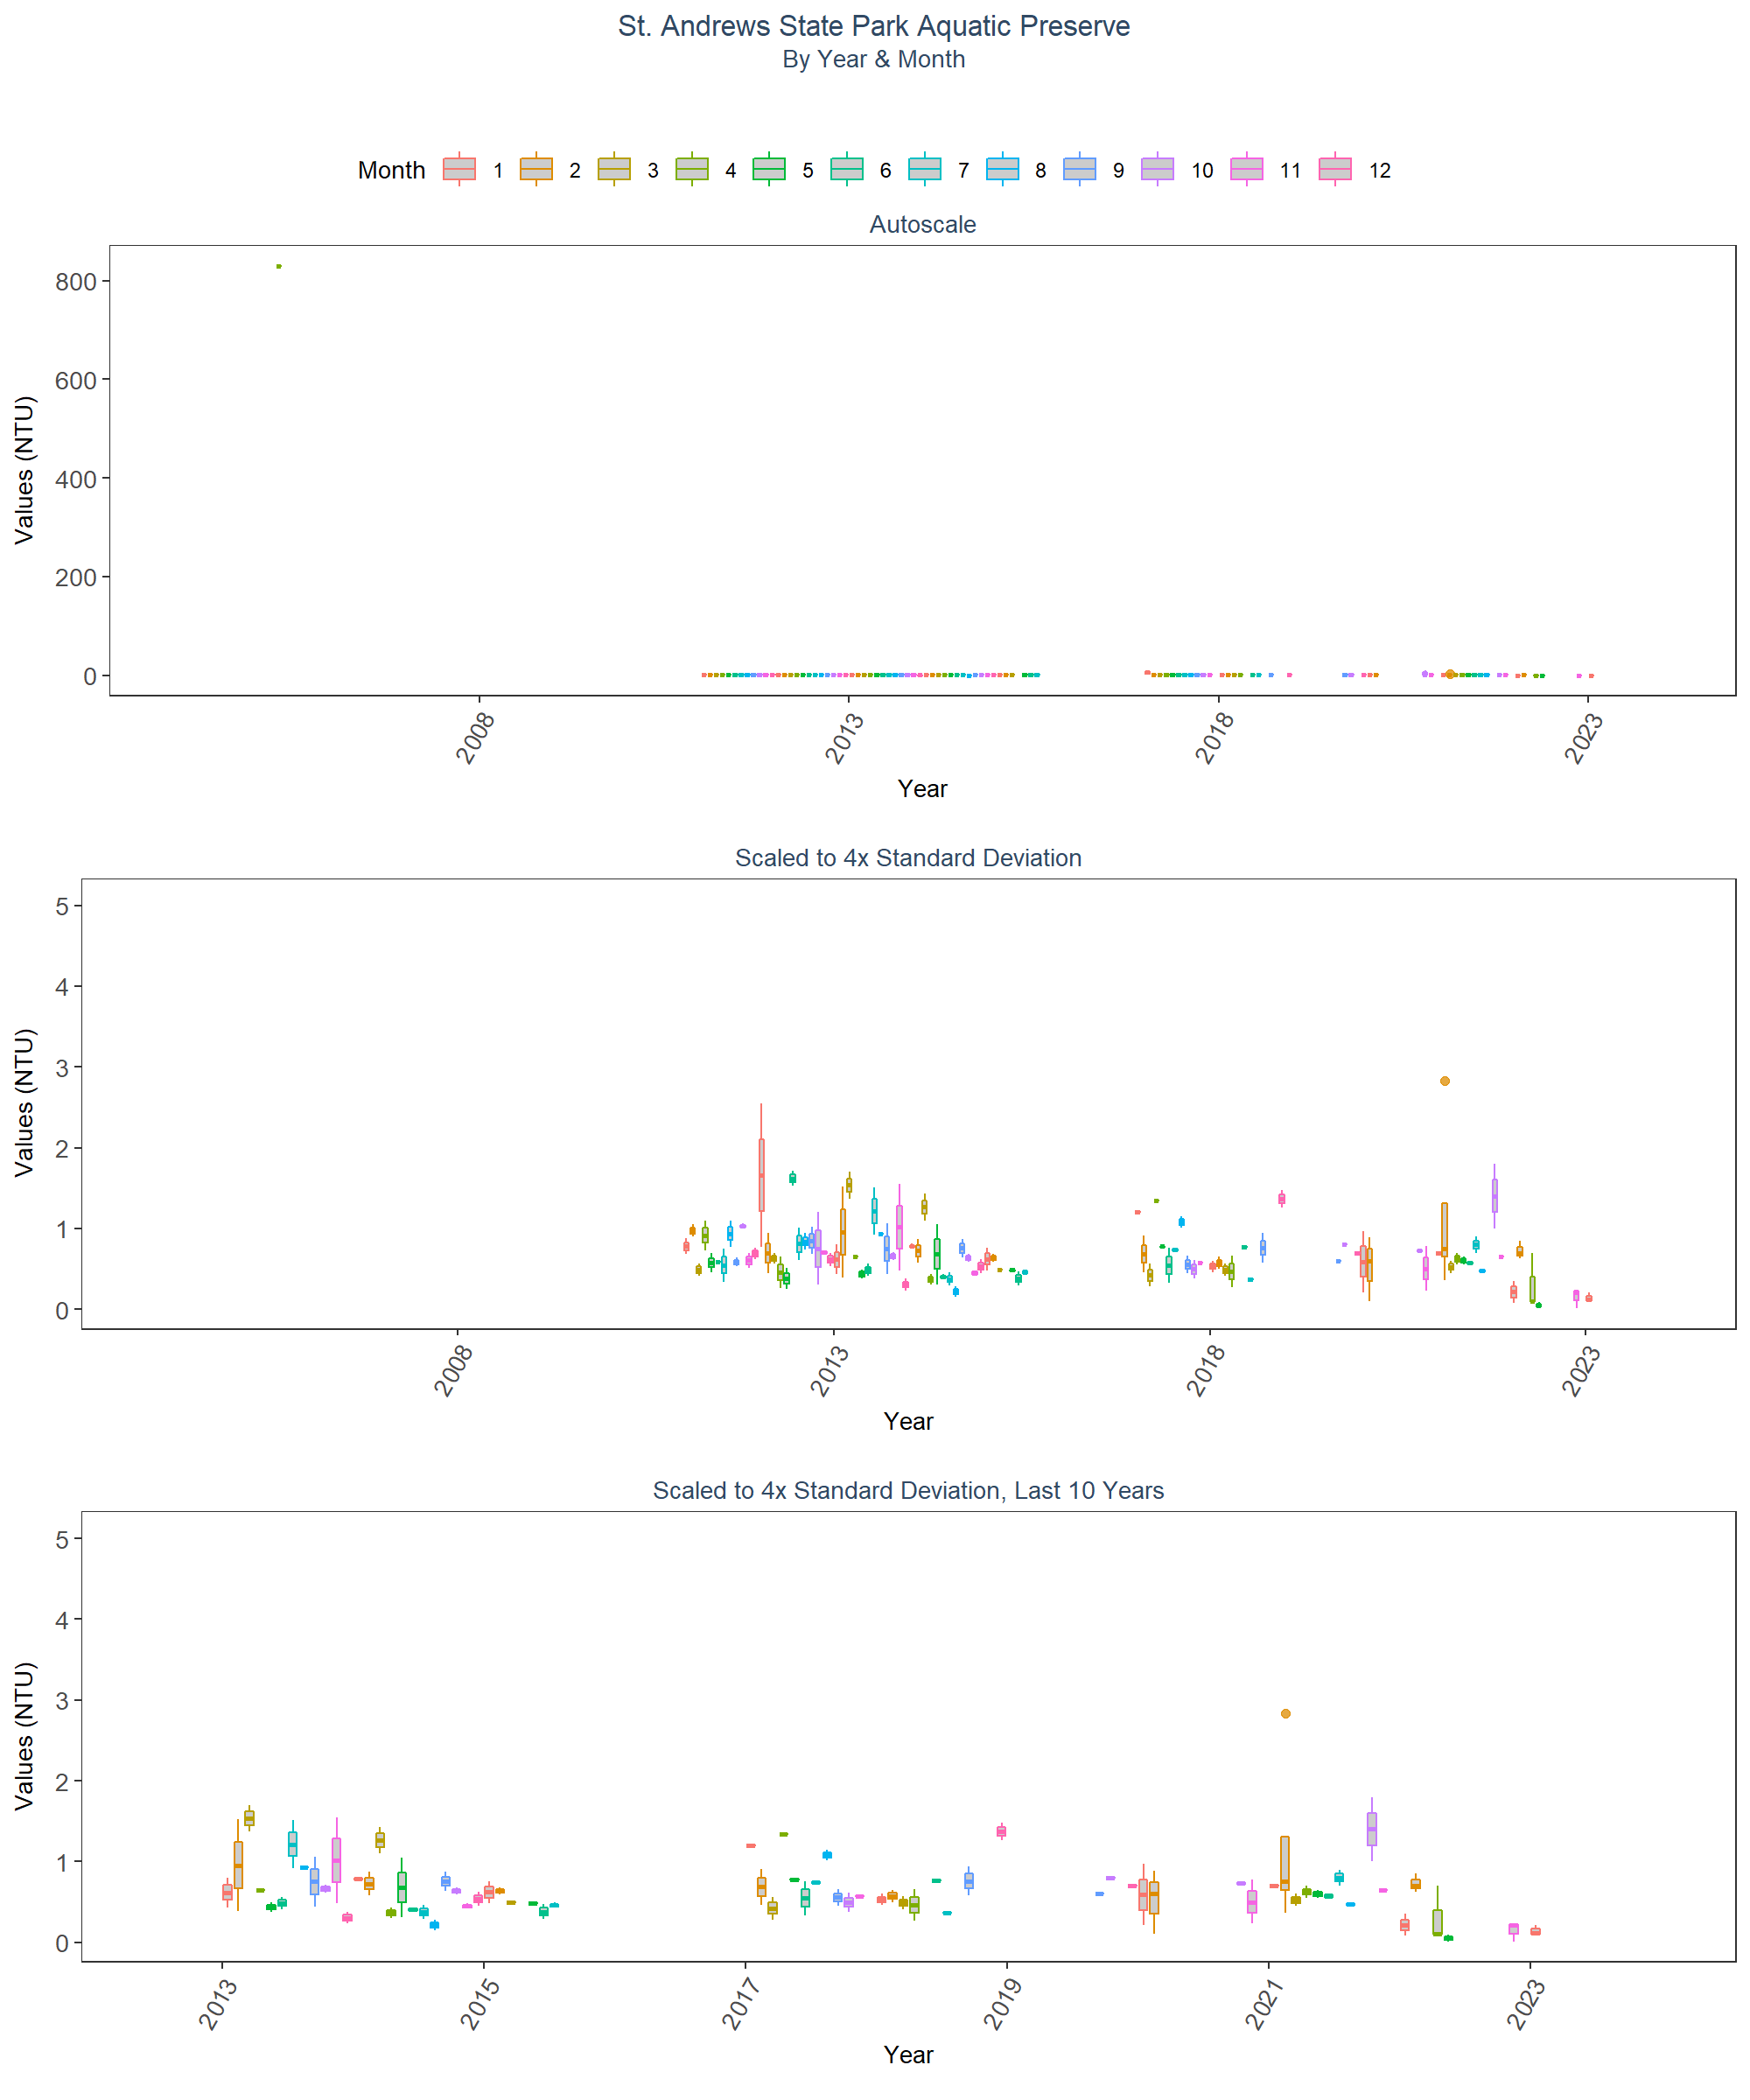 St. Andrews State Park Aquatic Preserve
By Year & Month
Month 1 2 3 4 5 6 7 8 9 10 11 12
Autoscale
800
600
400
200
0
Values (NTU)
2008 2013 2018 2023
Year
Scaled to 4x Standard Deviation
5
4
3
2
1
0
Values (NTU)
2008 2013 2018 2023
Year
Scaled to 4x Standard Deviation, Last 10 Years
5
4
3
2
1
0
Values (NTU)
2013 2015 2017 2019 2021 2023
Year